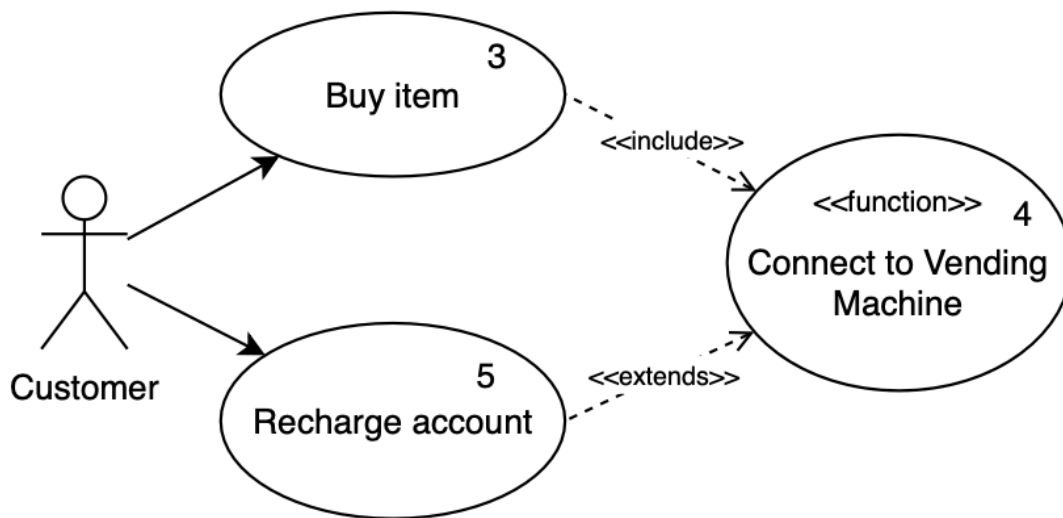 3
Buy item
<<include>>
<<function>>
4
Connect to Vending
Machine
Customer
5
Recharge account
<<extends>>